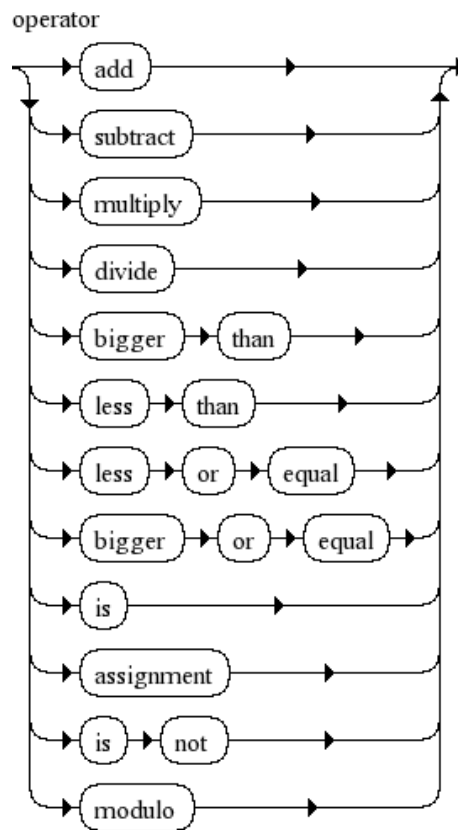 operator
add
subtract
multiply
divide
bigger than
less than
less or equal
bigger or equal
is
assignment
is not
modulo